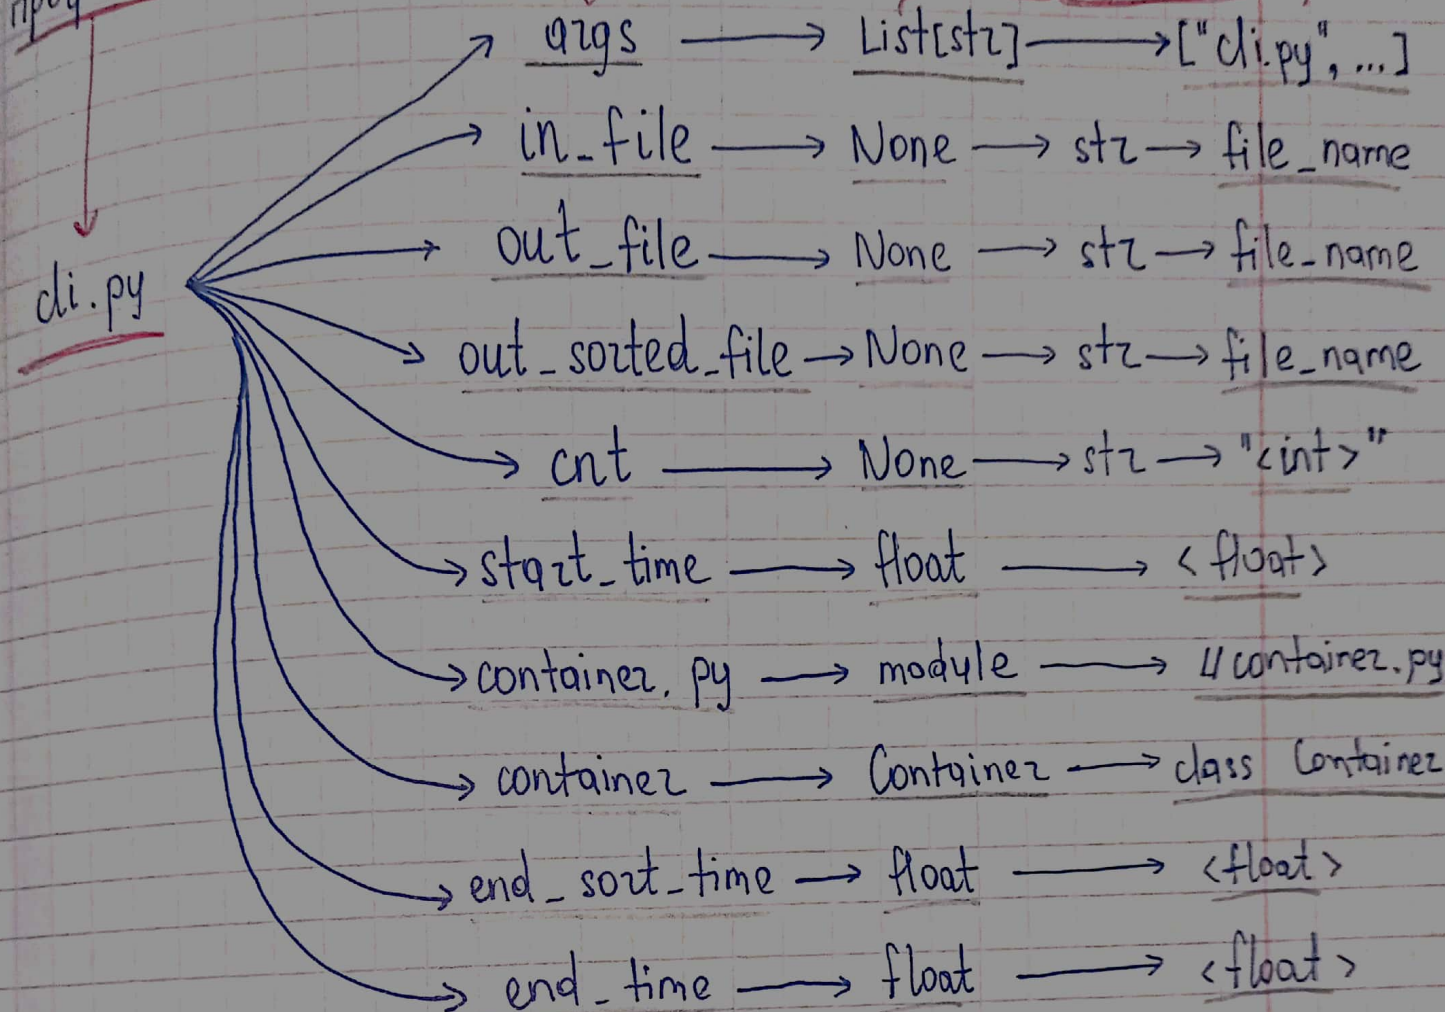 args → List[str] → ["cli.py", ...]
in_file → None → str → file_name
out_file → None → str → file_name
cli.py
out_sorted_file → None → str → file_name
cnt → None → str → "<int>"
start_time → float → <float>
container.py → module → //container.py
container → Container → class Container
end_sort_time → float → <float>
end_time → float → <float>